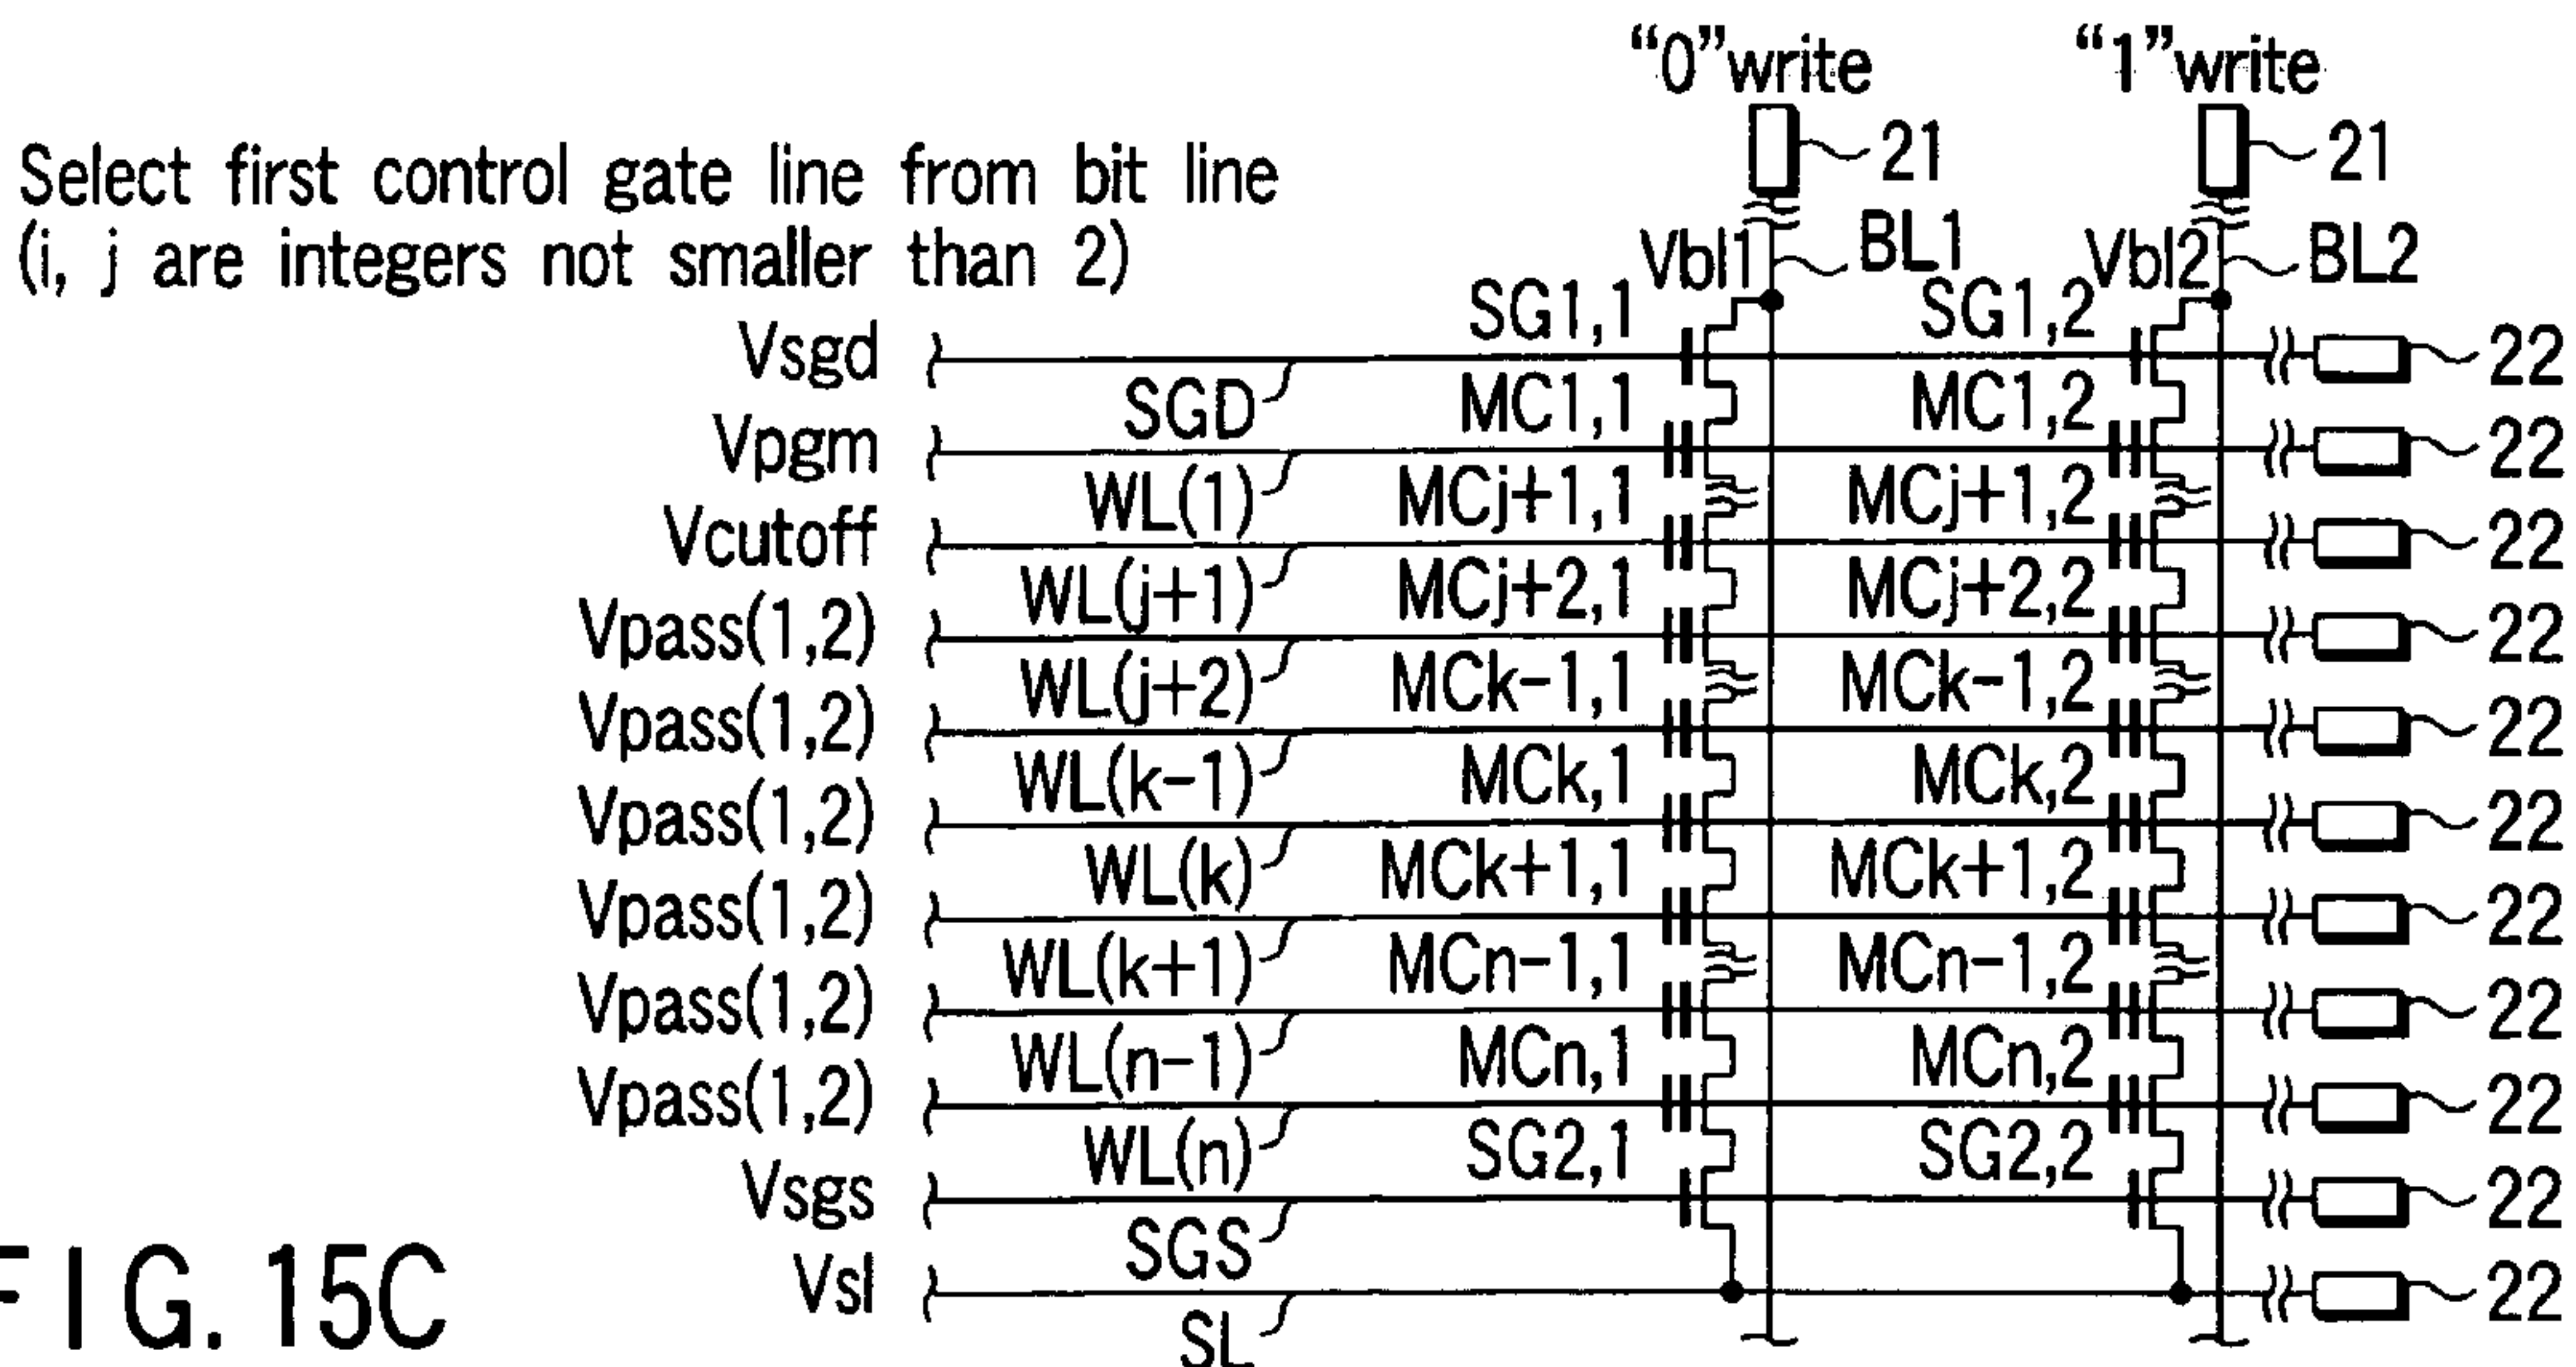 “0”write “1”write
21 21
Select first control gate line from bit line
(i, j are integers not smaller than 2)
Vbl1 BL1 Vbl2 BL2
SG1,1 SG1,2
Vsgd 22
SGD MC1,1 MC1,2
Vpgm 22
WL(1) MCj+1,1 MCj+1,2
Vcutoff 22
WL(j+1) MCj+2,1 MCj+2,2
Vpass(1,2) 22
WL(j+2) MCk-1,1 MCk-1,2
Vpass(1,2) 22
WL(k-1) MCk,1 MCk,2
Vpass(1,2) 22
WL(k) MCk+1,1 MCk+1,2
Vpass(1,2) 22
WL(k+1) MCn-1,1 MCn-1,2
Vpass(1,2) 22
WL(n-1) MCn,1 MCn,2
Vpass(1,2) 22
WL(n) SG2,1 SG2,2
Vsgs 22
SGS
Vsl 22
SL
FIG. 15C